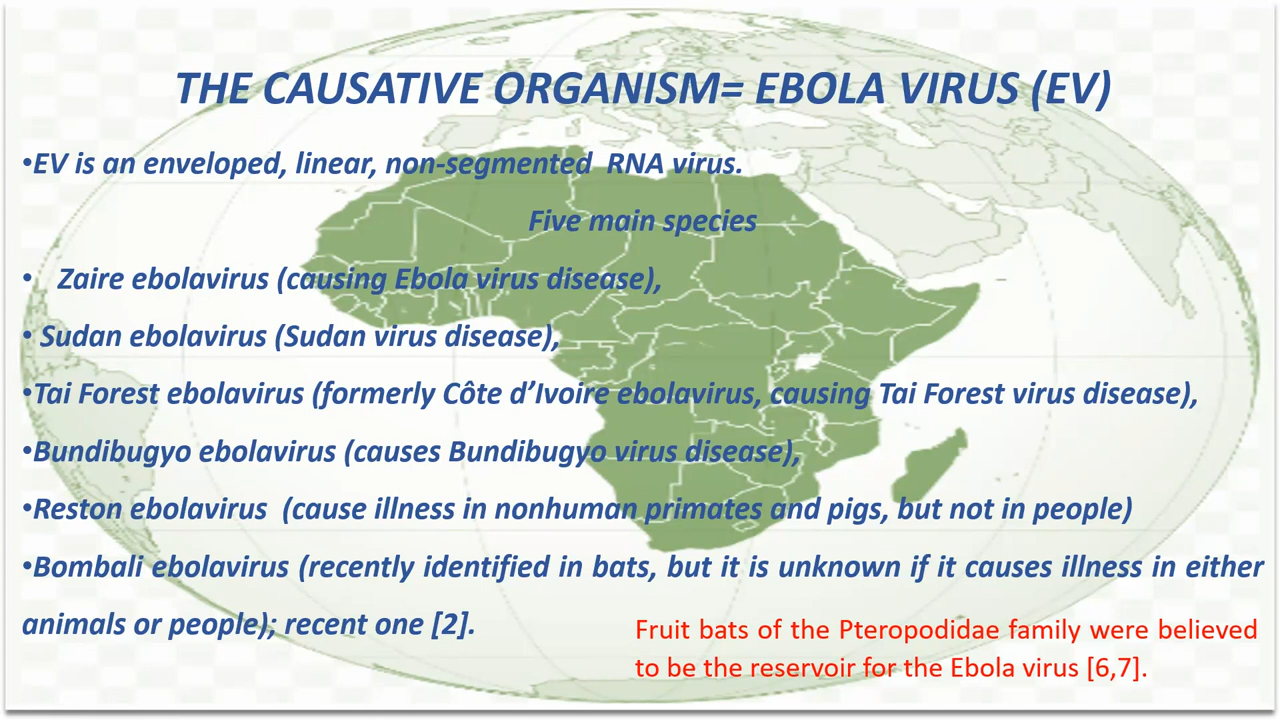 THE CAUSATIVE ORGANISM= EBOLA VIRUS (EV)
•EV is an enveloped, linear, non-segmented  RNA virus.
Five main species
•   Zaire ebolavirus (causing Ebola virus disease),
• Sudan ebolavirus (Sudan virus disease),
•Tai Forest ebolavirus (formerly Côte d’Ivoire ebolavirus, causing Tai Forest virus disease),
•Bundibugyo ebolavirus (causes Bundibugyo virus disease),
•Reston ebolavirus  (cause illness in nonhuman primates and pigs, but not in people)
•Bombali ebolavirus (recently identified in bats, but it is unknown if it causes illness in either
animals or people); recent one [2].
Fruit bats of the Pteropodidae family were believed
to be the reservoir for the Ebola virus [6,7].